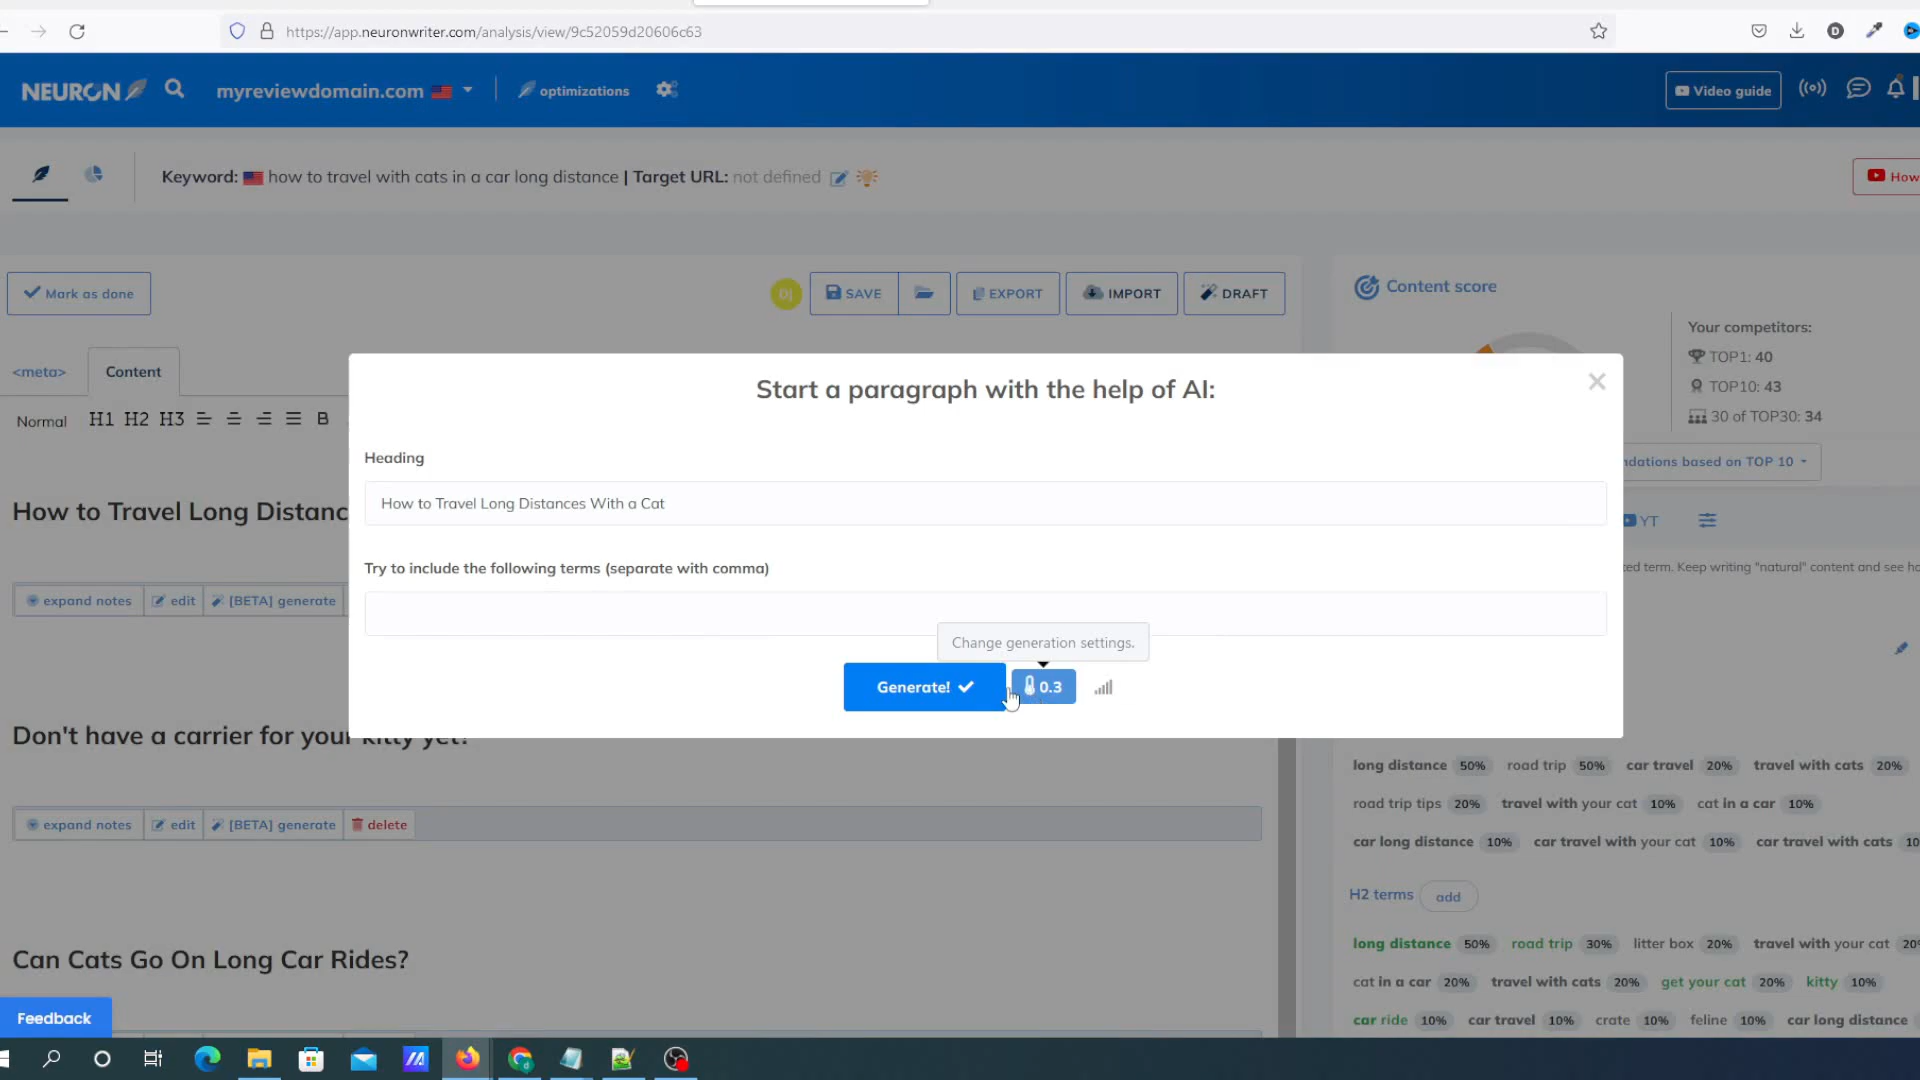 https://app.neuronwriter.com/analysis/view/9c52059d20606c63
D
NEURON
myreviewdomain.com
optimizations
Video guide
Keyword: how to travel with cats in a car long distance | Target URL: not defined
How
Mark as done
Dj
SAVE
EXPORT
IMPORT
DRAFT
Content score
Your competitors:
TOP1: 40
TOP10: 43
30 of TOP30: 34
<meta>
Content
Normal
H1 H2 H3
B
Start a paragraph with the help of AI:
Heading
How to Travel Long Distances With a Cat
Try to include the following terms (separate with comma)
Change generation settings.
Generate!
0.3
ndations based on TOP 10
YT
ted term. Keep writing "natural" content and see ho
How to Travel Long Distanc
expand notes
edit
[BETA] generate
Don't have a carrier for your kitty yet?
expand notes
edit
[BETA] generate
delete
Can Cats Go On Long Car Rides?
long distance 50% road trip 50% car travel 20% travel with cats 20%
road trip tips 20% travel with your cat 10% cat in a car 10%
car long distance 10% car travel with your cat 10% car travel with cats 10
H2 terms add
long distance 50% road trip 30% litter box 20% travel with your cat 20%
cat in a car 20% travel with cats 20% get your cat 20% kitty 10%
car ride 10% car travel 10% crate 10% feline 10% car long distance
Feedback